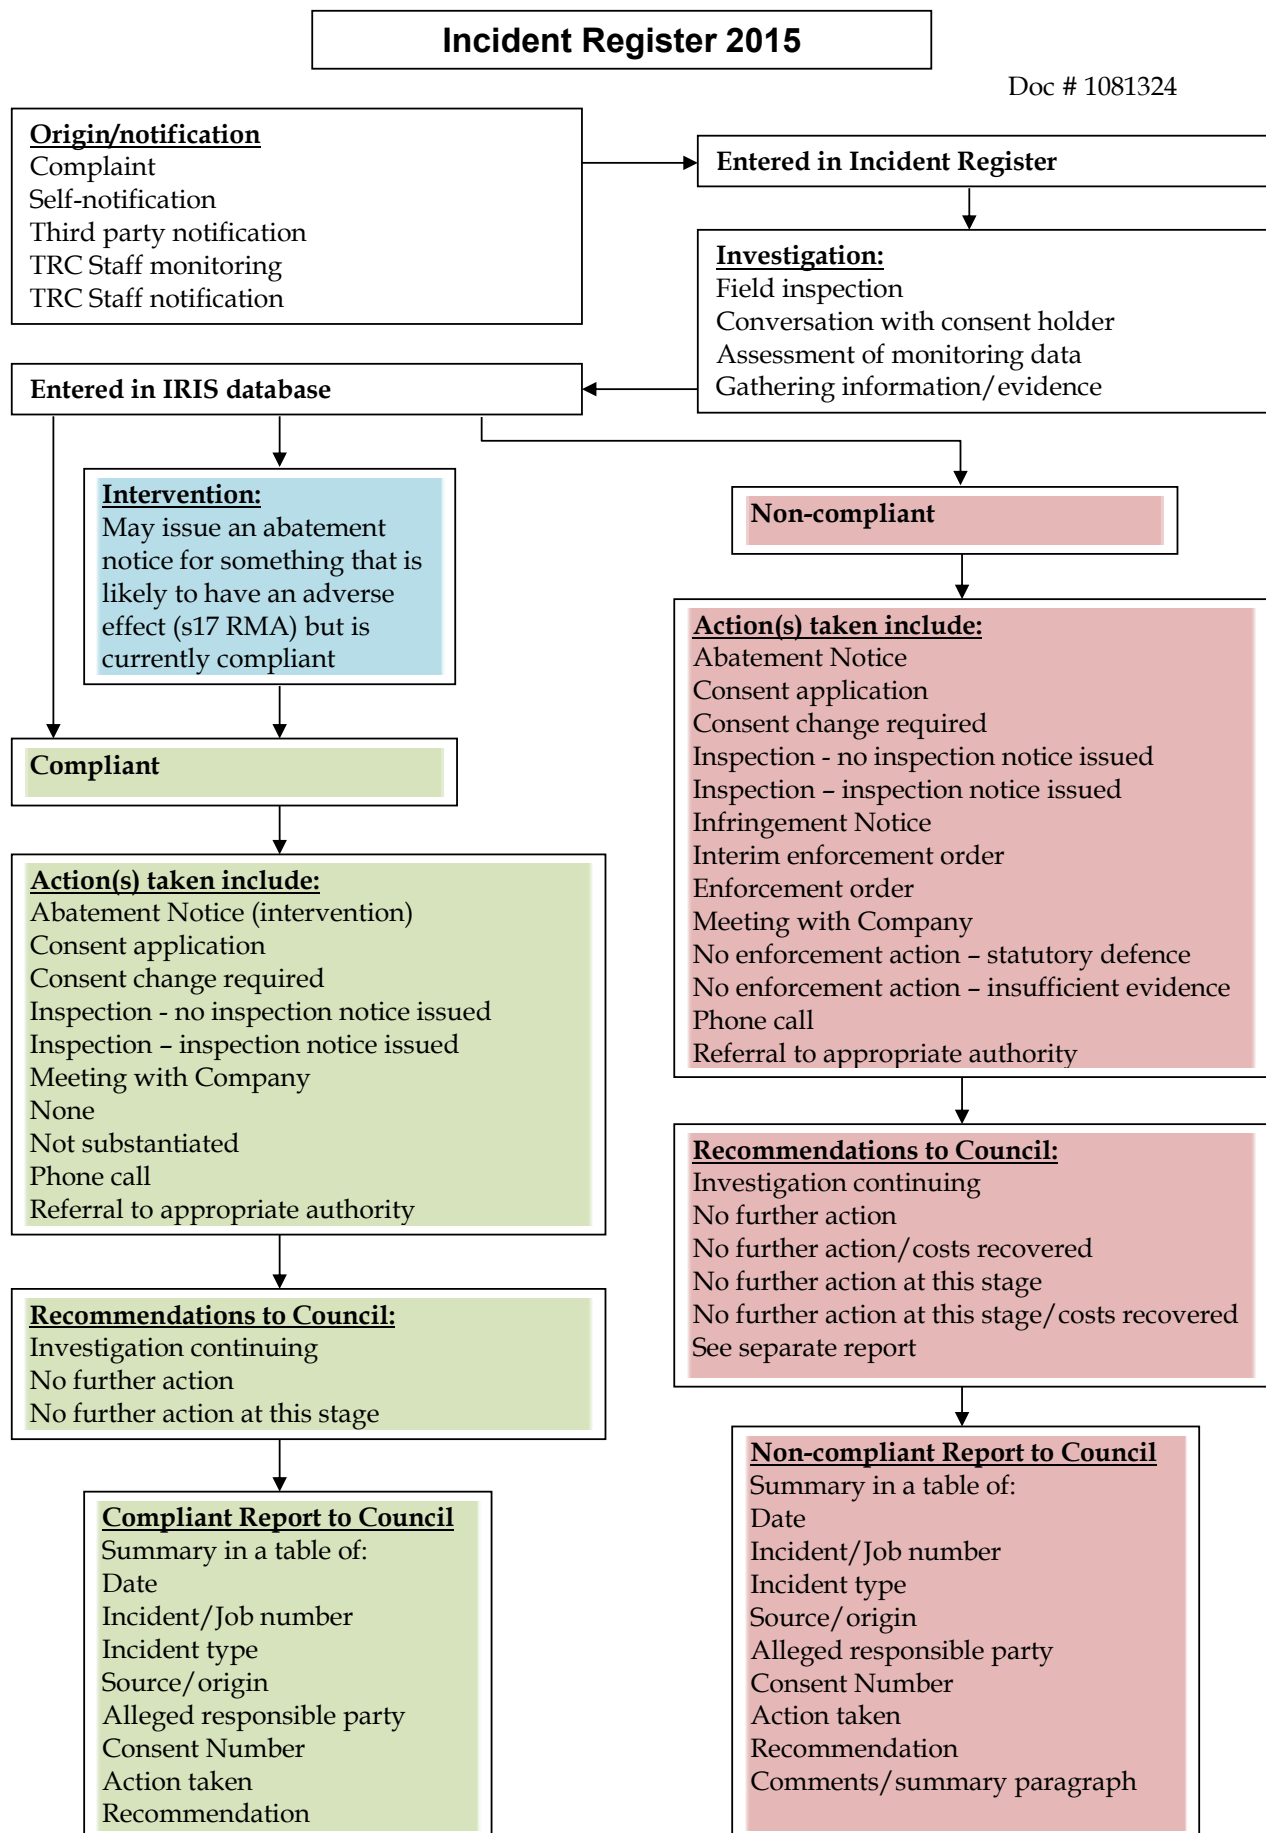 Incident Register 2015
Doc # 1081324
Origin/notification
Complaint
Self-notification
Third party notification
TRC Staff monitoring
TRC Staff notification
Entered in Incident Register
Investigation:
Field inspection
Conversation with consent holder
Assessment of monitoring data
Gathering information/evidence
Entered in IRIS database
Intervention:
May issue an abatement
notice for something that is
likely to have an adverse
effect (s17 RMA) but is
currently compliant
Compliant
Action(s) taken include:
Abatement Notice (intervention)
Consent application
Consent change required
Inspection - no inspection notice issued
Inspection – inspection notice issued
Meeting with Company
None
Not substantiated
Phone call
Referral to appropriate authority
Recommendations to Council:
Investigation continuing
No further action
No further action at this stage
Compliant Report to Council
Summary in a table of:
Date
Incident/Job number
Incident type
Source/origin
Alleged responsible party
Consent Number
Action taken
Recommendation
Non-compliant
Action(s) taken include:
Abatement Notice
Consent application
Consent change required
Inspection - no inspection notice issued
Inspection – inspection notice issued
Infringement Notice
Interim enforcement order
Enforcement order
Meeting with Company
No enforcement action – statutory defence
No enforcement action – insufficient evidence
Phone call
Referral to appropriate authority
Recommendations to Council:
Investigation continuing
No further action
No further action/costs recovered
No further action at this stage
No further action at this stage/costs recovered
See separate report
Non-compliant Report to Council
Summary in a table of:
Date
Incident/Job number
Incident type
Source/origin
Alleged responsible party
Consent Number
Action taken
Recommendation
Comments/summary paragraph